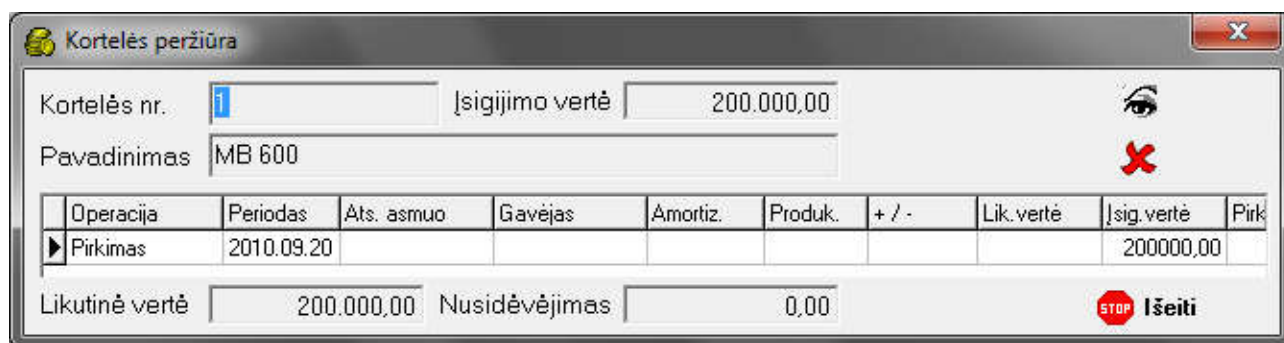 Kortelės peržiūra
Kortelės nr. 1 Įsigijimo vertė 200.000,00
Pavadinimas MB 600
Operacija Periodas Ats. asmuo Gavėjas Amortiz. Produk. + / - Lik.vertė Įsig.vertė Pirk
Pirkimas 2010.09.20 200000,00
Likutinė vertė 200.000,00 Nusidėvėjimas 0,00 STOP Išeiti